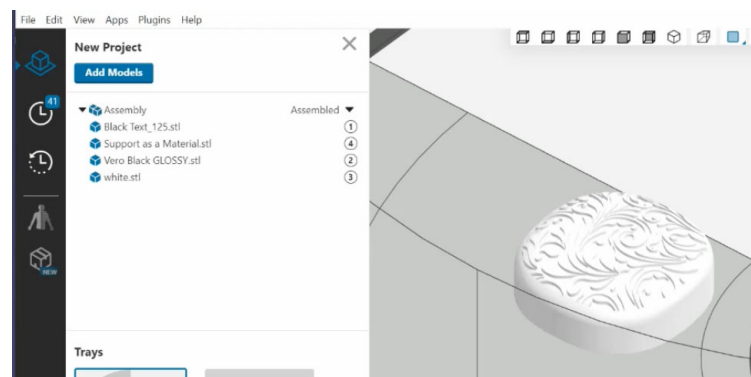 File Edit View Apps Plugins Help
New Project
Add Models
41
Assembly Assembled
Black Text_125.stl 1
Support as a Material.stl 4
Vero Black GLOSSY.stl 2
white.stl 3
NEW
Trays